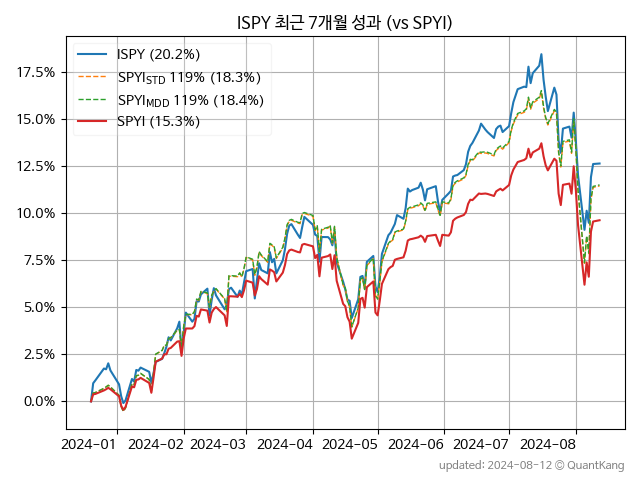 ISPY 최근 7개월 성과 (vs SPYI)
ISPY (20.2%)
SPYI_STD 119% (18.3%)
SPYI_MDD 119% (18.4%)
SPYI (15.3%)
17.5%
15.0%
12.5%
10.0%
7.5%
5.0%
2.5%
0.0%
2024-01 2024-02 2024-03 2024-04 2024-05 2024-06 2024-07 2024-08
updated: 2024-08-12 © QuantKang